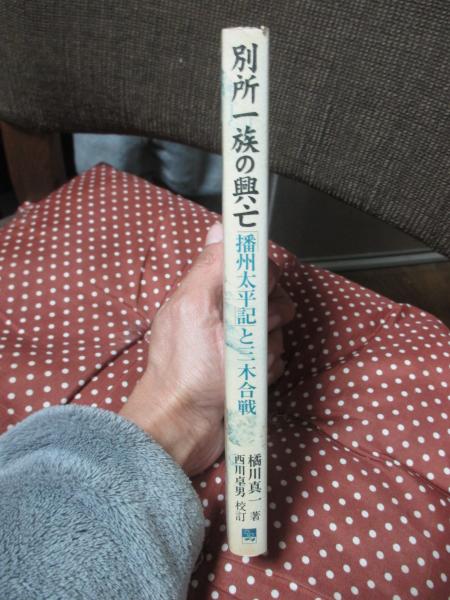 別所一族の興亡
「播州太平記」と三木合戦
橘川真一 著
西川卓男 校訂